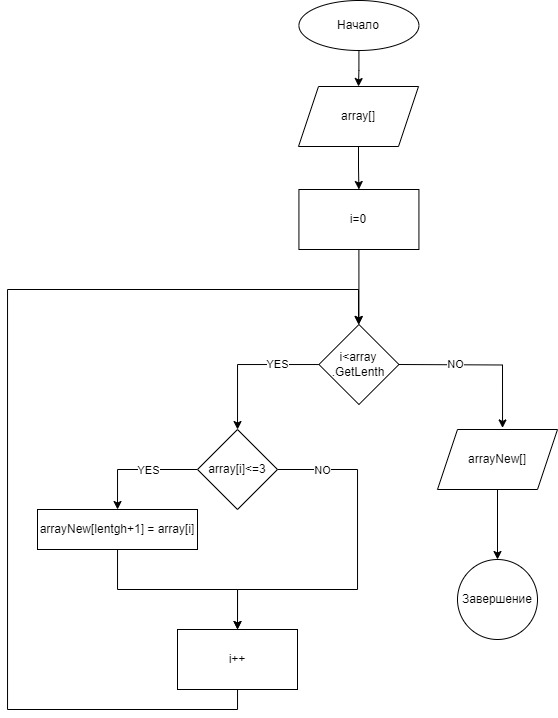 Начало
array[]
i=0
i<array
.GetLenth
YES
NO
array[i]<=3
arrayNew[]
YES
NO
arrayNew[lentgh+1] = array[i]
Завершение
i++